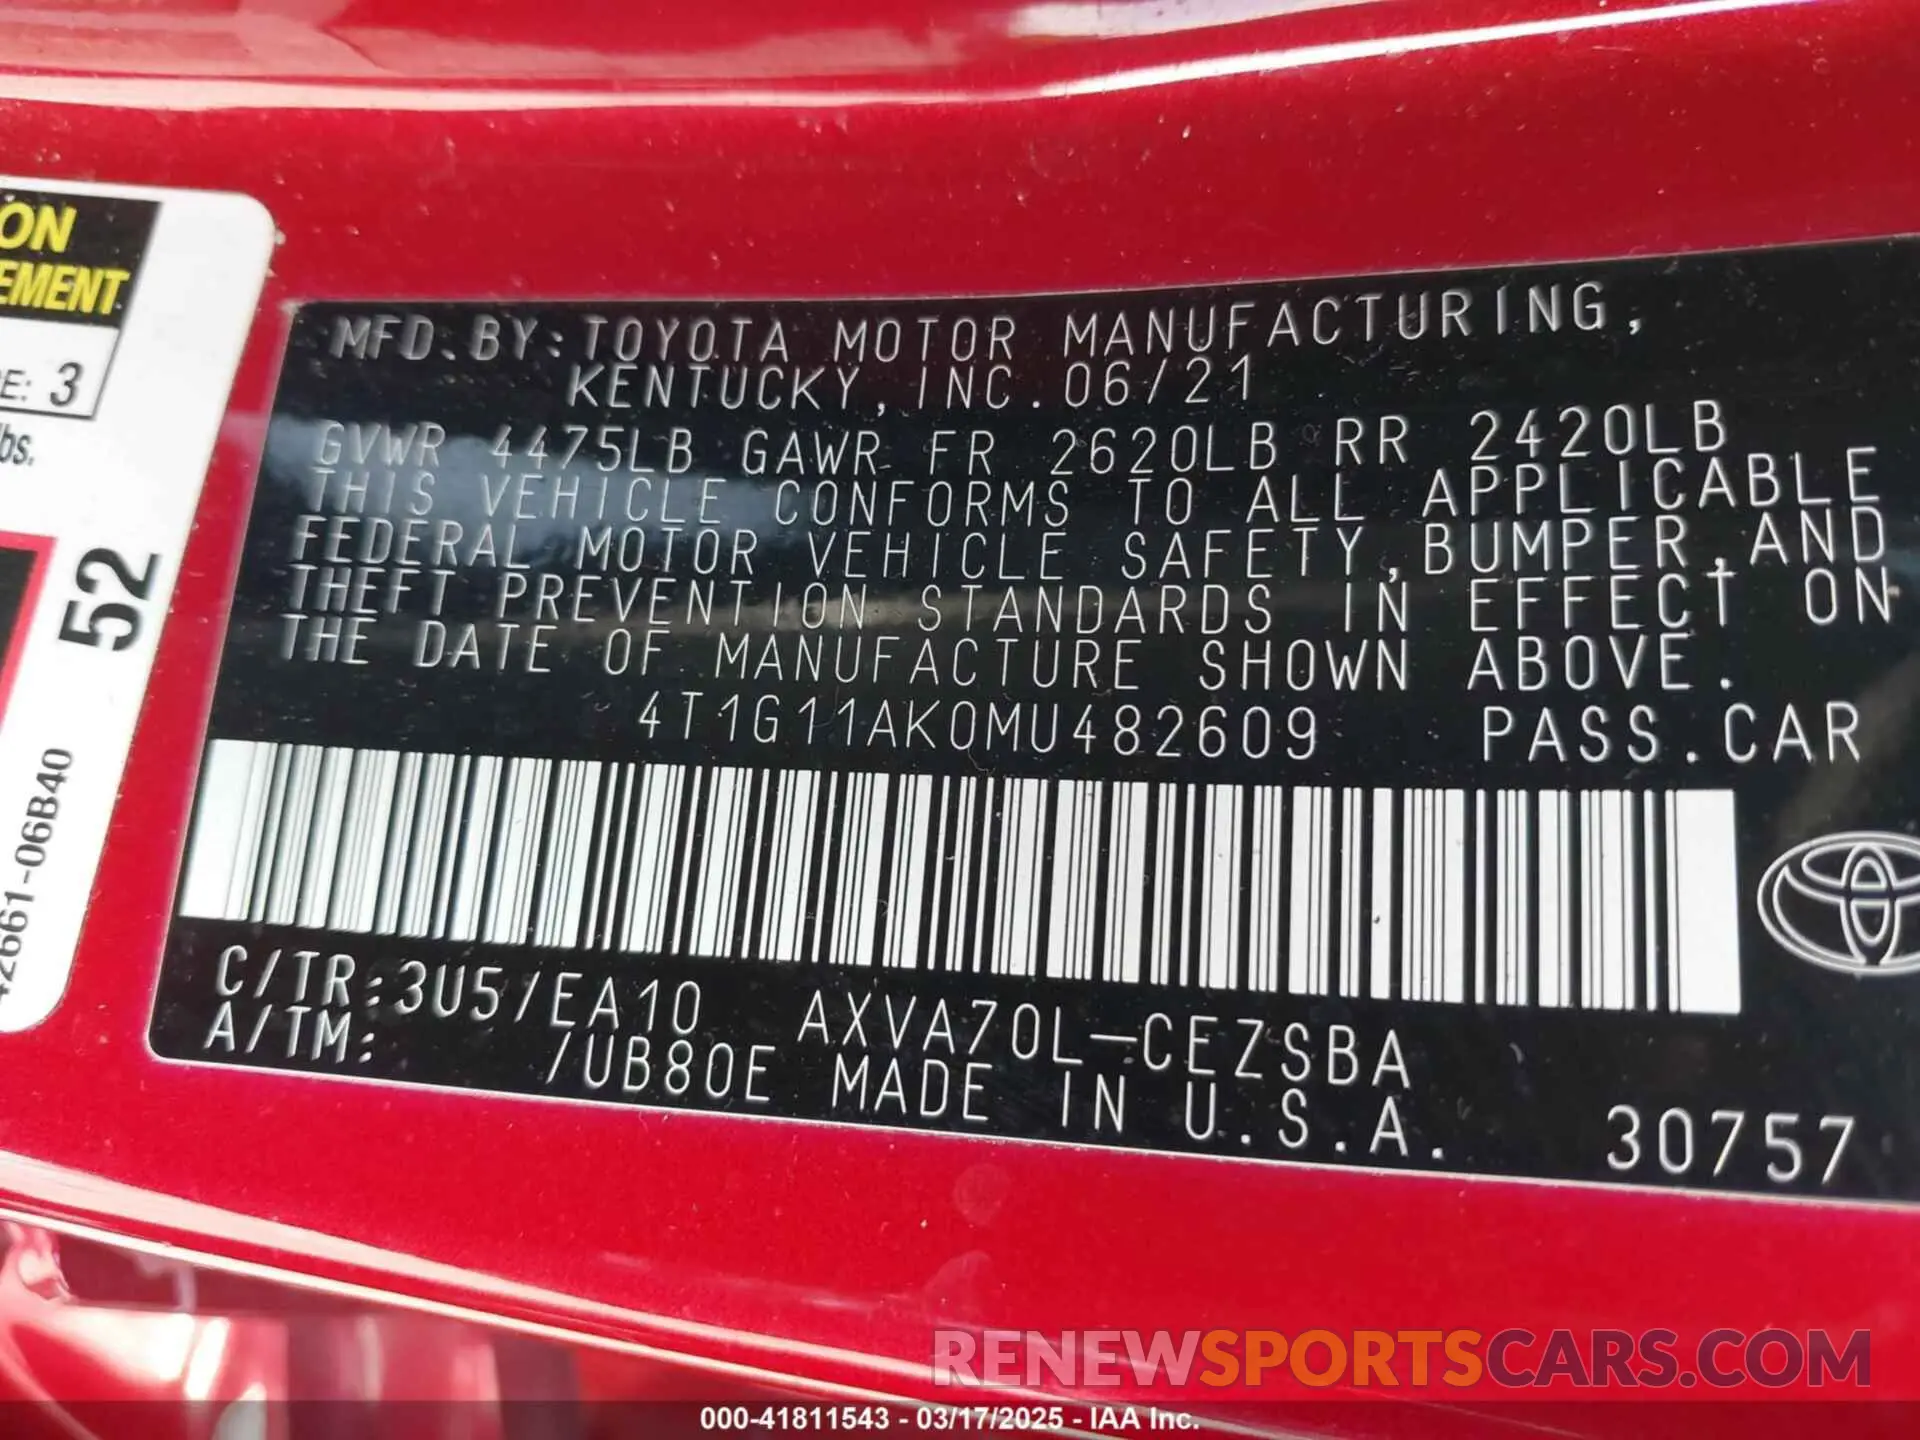 ON
EMENT
E: 3
bs.
52
42661-06B40
MFD. BY: TOYOTA MOTOR MANUFACTURING,
KENTUCKY, INC. 06/21
GVWR 4475LB GAWR FR 2620LB RR 2420LB
THIS VEHICLE CONFORMS TO ALL APPLICABLE
FEDERAL MOTOR VEHICLE SAFETY, BUMPER, AND
THEFT PREVENTION STANDARDS IN EFFECT ON
THE DATE OF MANUFACTURE SHOWN ABOVE.
4T1G11AK0MU482609 PASS. CAR
C/TR: 3U5/EA10 AXVA70L-CEZSBA
A/TM: /UB80E MADE IN U.S.A.
30757
RENEWSPORTSCARS.COM
000-41811543 - 03/17/2025 - IAA Inc.